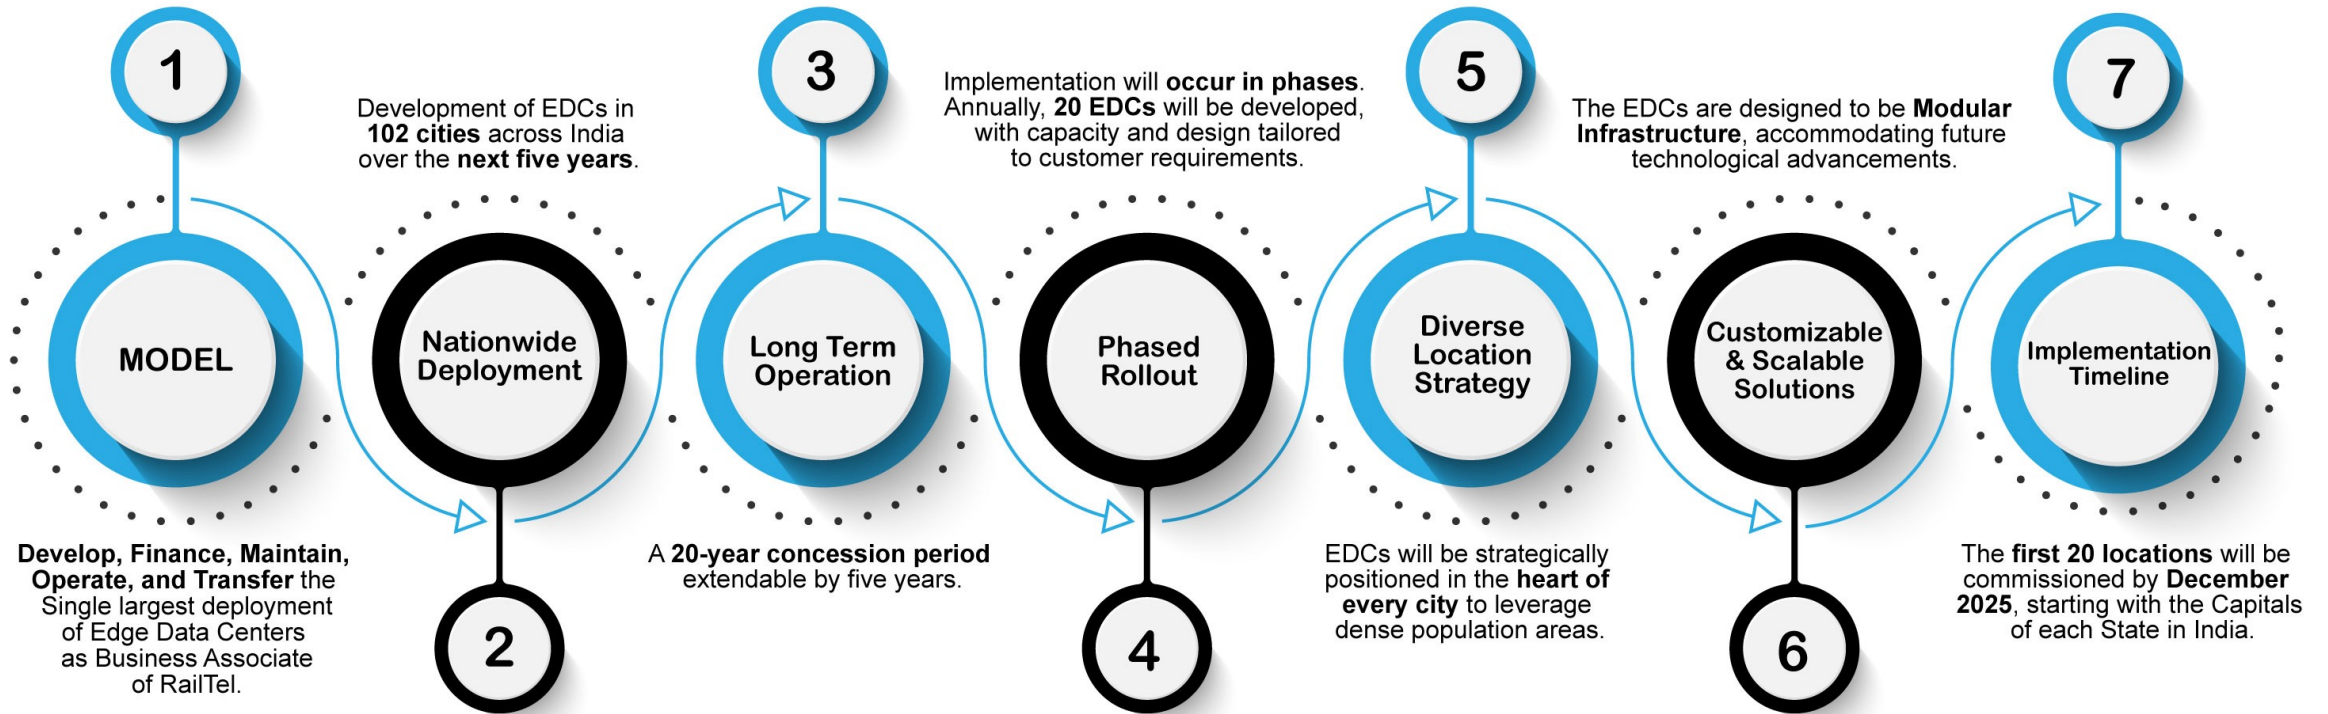 1
MODEL
Develop, Finance, Maintain,
Operate, and Transfer the
Single largest deployment
of Edge Data Centers
as Business Associate
of RailTel.
Development of EDCs in
102 cities across India
over the next five years.
Nationwide
Deployment
2
3
Long Term
Operation
A 20-year concession period
extendable by five years.
Implementation will occur in phases.
Annually, 20 EDCs will be developed,
with capacity and design tailored
to customer requirements.
Phased
Rollout
4
5
Diverse
Location
Strategy
EDCs will be strategically
positioned in the heart of
every city to leverage
dense population areas.
The EDCs are designed to be Modular
Infrastructure, accommodating future
technological advancements.
Customizable
& Scalable
Solutions
6
7
Implementation
Timeline
The first 20 locations will be
commissioned by December
2025, starting with the Capitals
of each State in India.